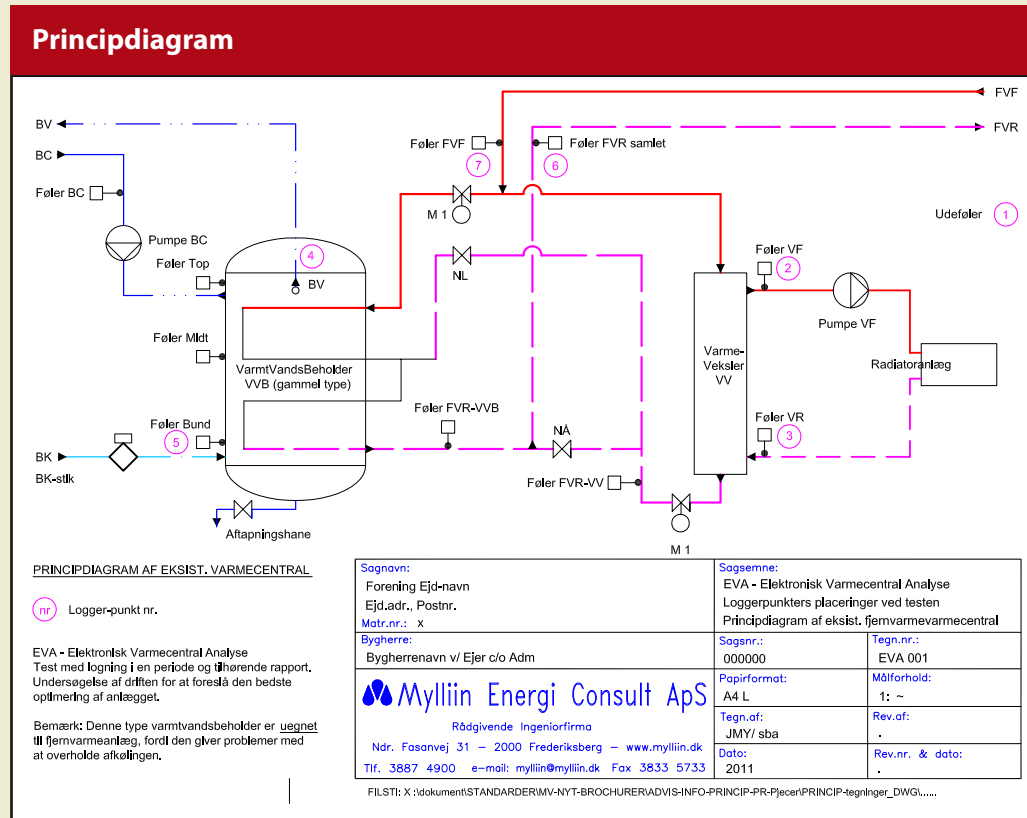 Principdiagram
FVF
FVR
BV
BC
Føler FVF
7
Føler FVR samlet
6
Føler BC
M 1
Udeføler 1
Pumpe BC
Føler Top
4
BV
NL
Føler VF
2
Pumpe VF
Føler Midt
VarmtVandsBeholder
VVB (gammel type)
Varme-
Veksler
VV
Radiatoranlæg
Føler FVR-VVB
Føler Bund
5
NÅ
Føler VR
3
BK
BK-stik
Føler FVR-VV
Aftapningshane
M 1
PRINCIPDIAGRAM AF EKSIST. VARMECENTRAL
nr Logger-punkt nr.
EVA - Elektronisk Varmecentral Analyse
Test med logning i en periode og tilhørende rapport.
Undersøgelse af driften for at foreslå den bedste
optimering af anlægget.
Bemærk: Denne type varmtvandsbeholder er uegnet
til fjernvarmeanlæg, fordi den giver problemer med
at overholde afkølingen.
Sagnavn:
Forening Ejd-navn
Ejd.adr., Postnr.
Matr.nr.: X
Bygherre:
Bygherrenavn v/ Ejer c/o Adm
Mylliin Energi Consult ApS
Rådgivende Ingeniorfirma
Ndr. Fasanvej 31 – 2000 Frederiksberg – www.mylliin.dk
Tlf. 3887 4900 e-mail: mylliin@mylliin.dk Fax 3833 5733
Sagsemne:
EVA - Elektronisk Varmecentral Analyse
Loggerpunkters placeringer ved testen
Principdiagram af eksist. fjernvarmevarmecentral
Sagsnr.:
000000
Tegn.nr.:
EVA 001
Papirformat:
A4 L
Målforhold:
1: ~
Tegn.af:
JMY/ sba
Rev.af:
.
Dato:
2011
Rev.nr. & dato:
.
FILSTI: X :\dokument\STANDARDER\MV-NYT-BROCHURER\ADVIS-INFO-PRINCIP-PR-Pjecer\PRINCIP-tegninger_DWG\......